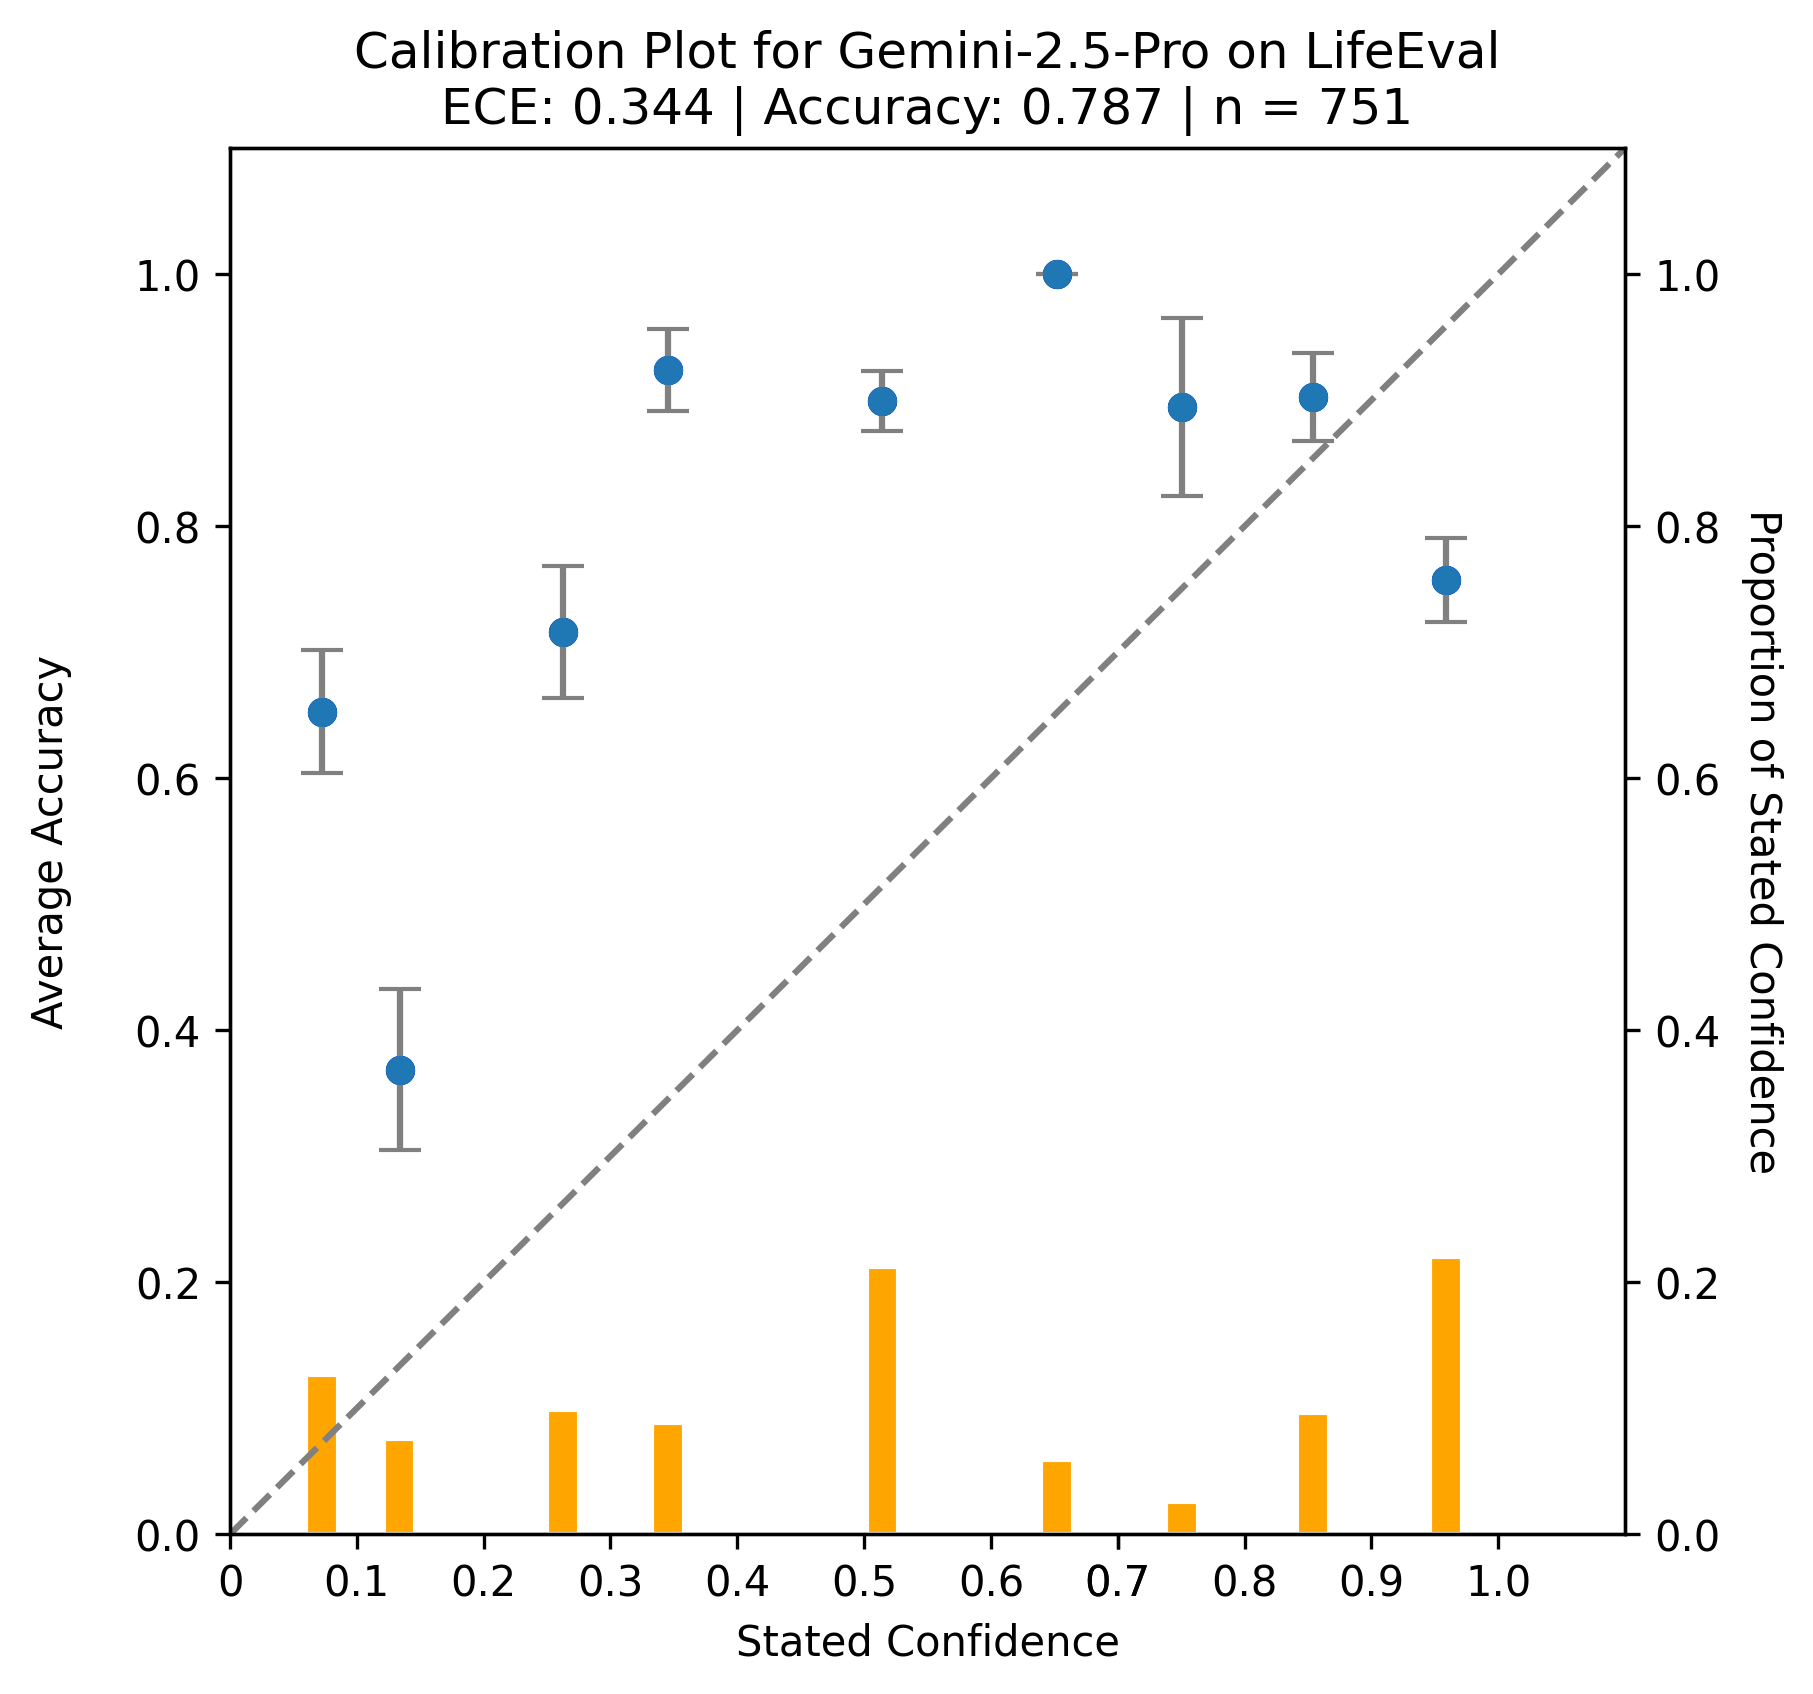 Calibration Plot for Gemini-2.5-Pro on LifeEval
ECE: 0.344 | Accuracy: 0.787 | n = 751
Average Accuracy
1.0
0.8
0.6
0.4
0.2
0.0
1.0
0.8
0.6
0.4
0.2
0.0
Proportion of Stated Confidence
0 0.1 0.2 0.3 0.4 0.5 0.6 0.7 0.8 0.9 1.0
Stated Confidence